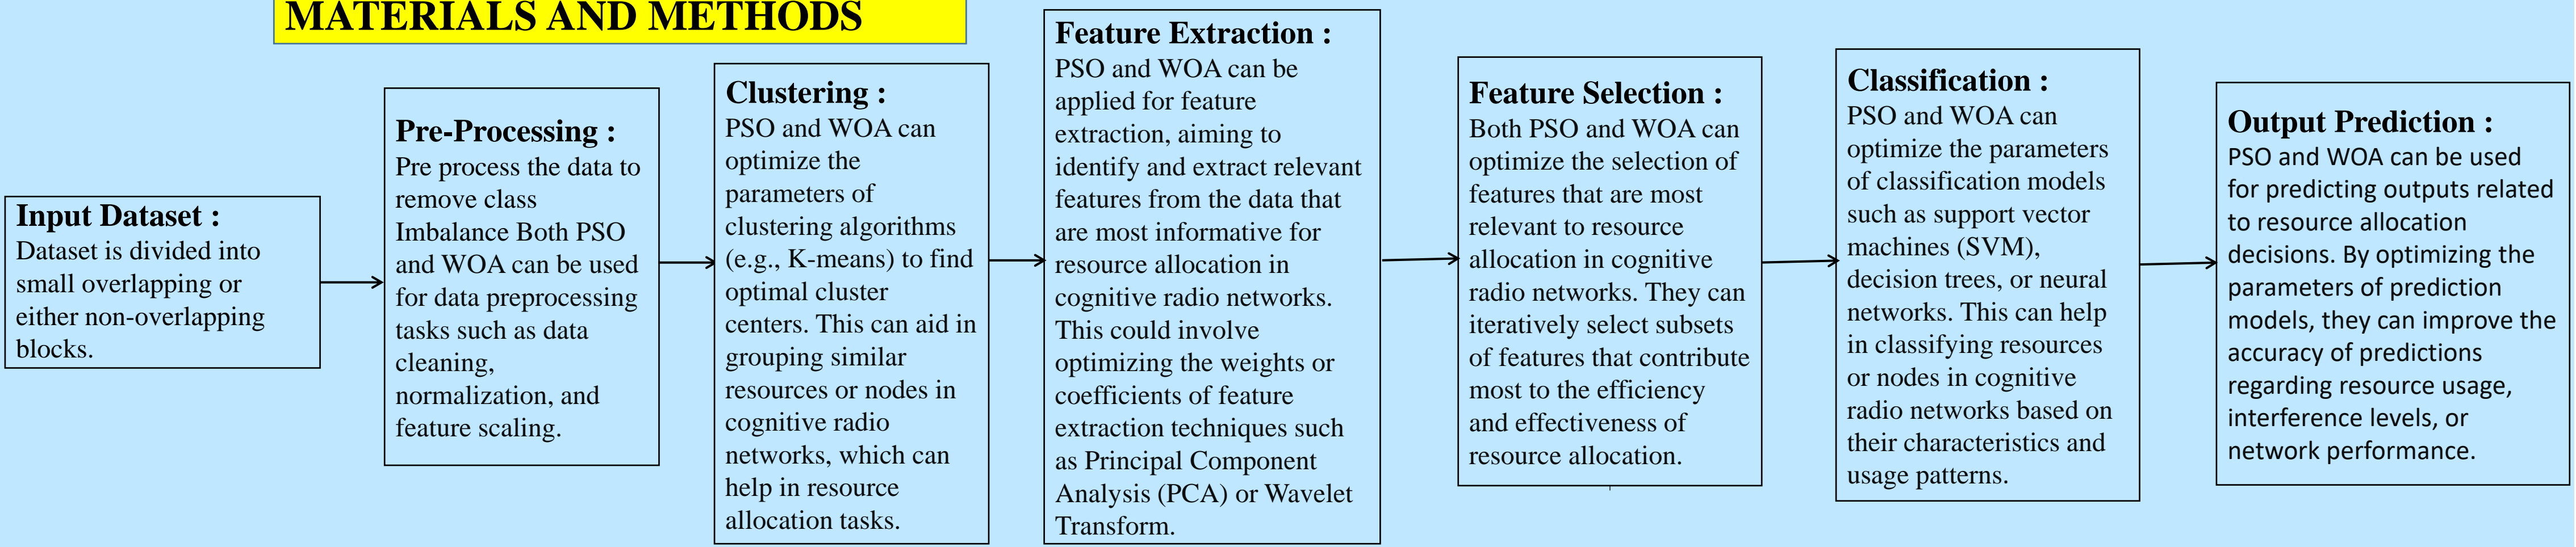 MATERIALS AND METHODS
Input Dataset :
Dataset is divided into
small overlapping or
either non-overlapping
blocks.
Pre-Processing :
Pre process the data to
remove class
Imbalance Both PSO
and WOA can be used
for data preprocessing
tasks such as data
cleaning,
normalization, and
feature scaling.
Clustering :
PSO and WOA can
optimize the
parameters of
clustering algorithms
(e.g., K-means) to find
optimal cluster
centers. This can aid in
grouping similar
resources or nodes in
cognitive radio
networks, which can
help in resource
allocation tasks.
Feature Extraction :
PSO and WOA can be
applied for feature
extraction, aiming to
identify and extract relevant
features from the data that
are most informative for
resource allocation in
cognitive radio networks.
This could involve
optimizing the weights or
coefficients of feature
extraction techniques such
as Principal Component
Analysis (PCA) or Wavelet
Transform.
Feature Selection :
Both PSO and WOA can
optimize the selection of
features that are most
relevant to resource
allocation in cognitive
radio networks. They can
iteratively select subsets
of features that contribute
most to the efficiency
and effectiveness of
resource allocation.
Classification :
PSO and WOA can
optimize the parameters
of classification models
such as support vector
machines (SVM),
decision trees, or neural
networks. This can help
in classifying resources
or nodes in cognitive
radio networks based on
their characteristics and
usage patterns.
Output Prediction :
PSO and WOA can be used
for predicting outputs related
to resource allocation
decisions. By optimizing the
parameters of prediction
models, they can improve the
accuracy of predictions
regarding resource usage,
interference levels, or
network performance.